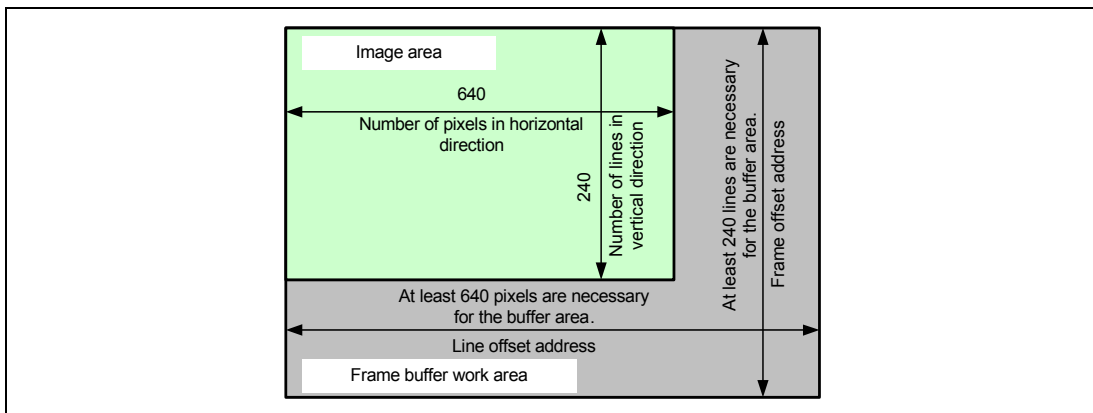 Image area
640
Number of pixels in horizontal
direction
240
Number of lines in
vertical direction
At least 240 lines are necessary
for the buffer area.
Frame offset address
At least 640 pixels are necessary
for the buffer area.
Line offset address
Frame buffer work area